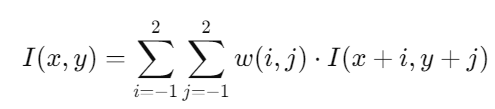 I(x, y) = \sum_{i=-1}^{2} \sum_{j=-1}^{2} w(i, j) \cdot I(x + i, y + j)